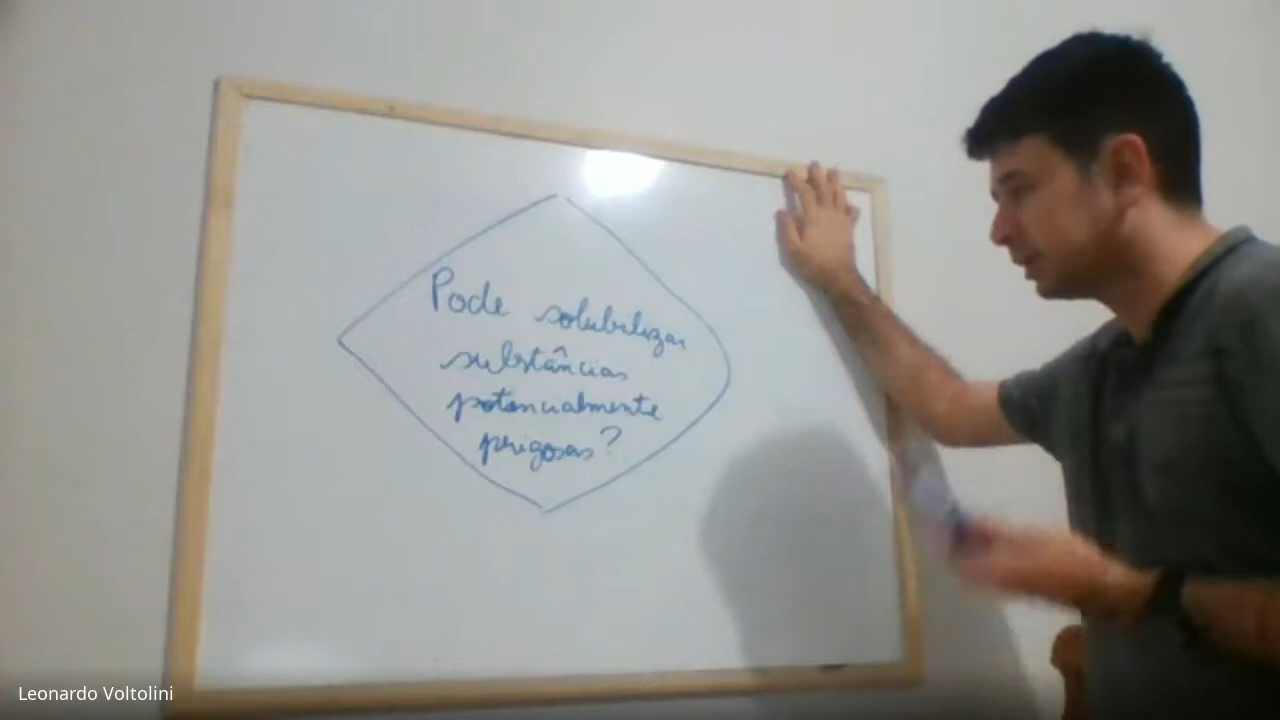 Pode solubilizar
substâncias
potencialmente
perigosas?
Leonardo Voltolini